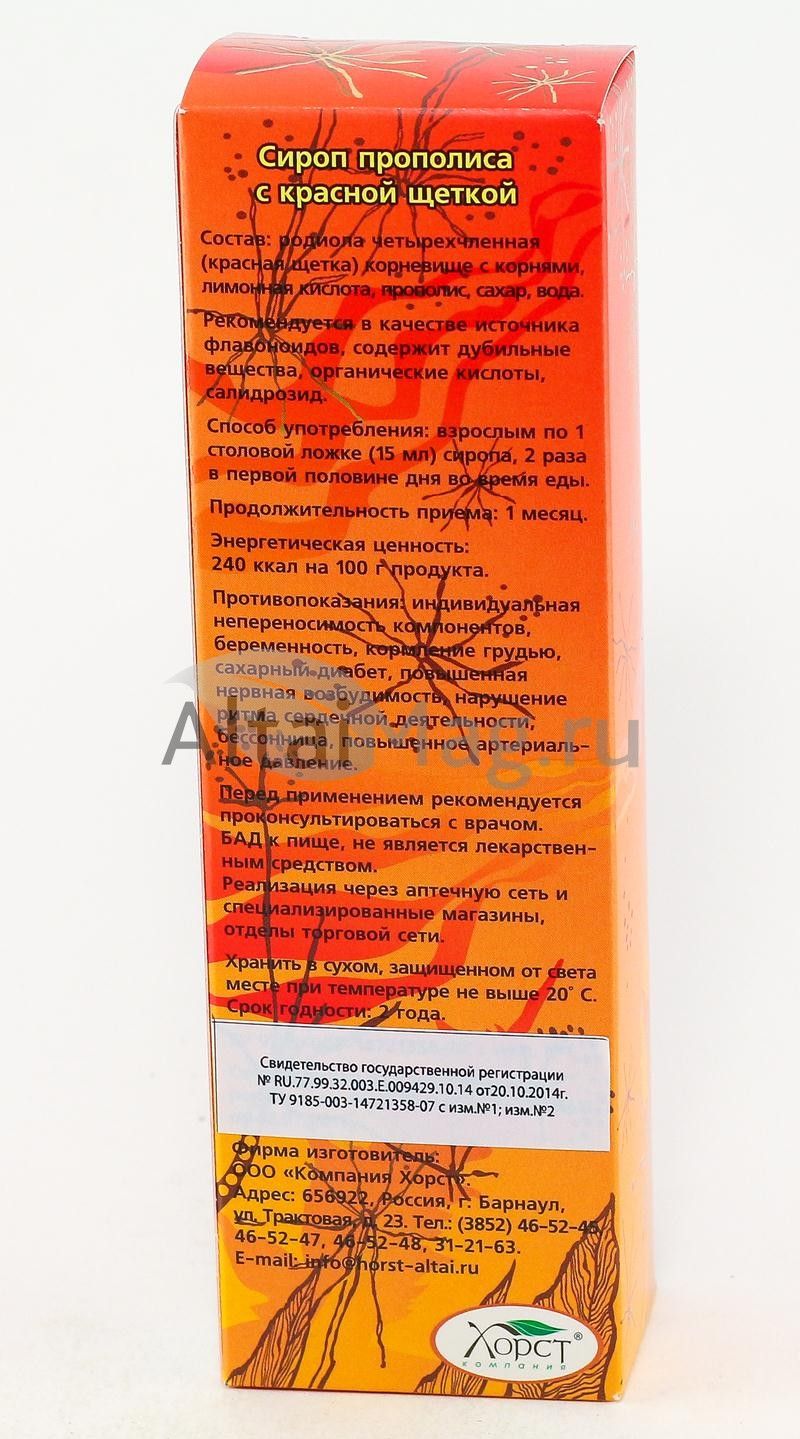 Сироп прополиса
с красной щеткой
Состав: родиола четырехчленная
(красная щетка) корневище с корнями,
лимонная кислота, прополис, сахар, вода.
Рекомендуется в качестве источника
флавоноидов, содержит дубильные
вещества, органические кислоты,
салидрозид.
Способ употребления: взрослым по 1
столовой ложке (15 мл) сиропа, 2 раза
в первой половине дня во время еды.
Продолжительность приема: 1 месяц.
Энергетическая ценность:
240 ккал на 100 г продукта.
Противопоказания: индивидуальная
непереносимость компонентов,
беременность, кормление грудью,
сахарный диабет, повышенная
нервная возбудимость, нарушение
ритма сердечной деятельности,
бессонница, повышенное артериаль-
ное давление.
AltaiMag.ru
Перед применением рекомендуется
проконсультироваться с врачом.
БАД к пище, не является лекарствен-
ным средством.
Реализация через аптечную сеть и
специализированные магазины,
отделы торговой сети.
Хранить в сухом, защищенном от света
месте при температуре не выше 20° С.
Срок годности: 2 года.
Свидетельство государственной регистрации
№ RU.77.99.32.003.Е.009429.10.14 от20.10.2014г.
ТУ 9185-003-14721358-07 с изм.№1; изм.№2
Фирма изготовитель:
ООО «Компания Хорст».
Адрес: 656922, Россия, г. Барнаул,
ул. Трактовая, д. 23. Тел.: (3852) 46-52-45,
46-52-47, 46-52-48, 31-21-63.
E-mail: info@horst-altai.ru
Хорст®
компания